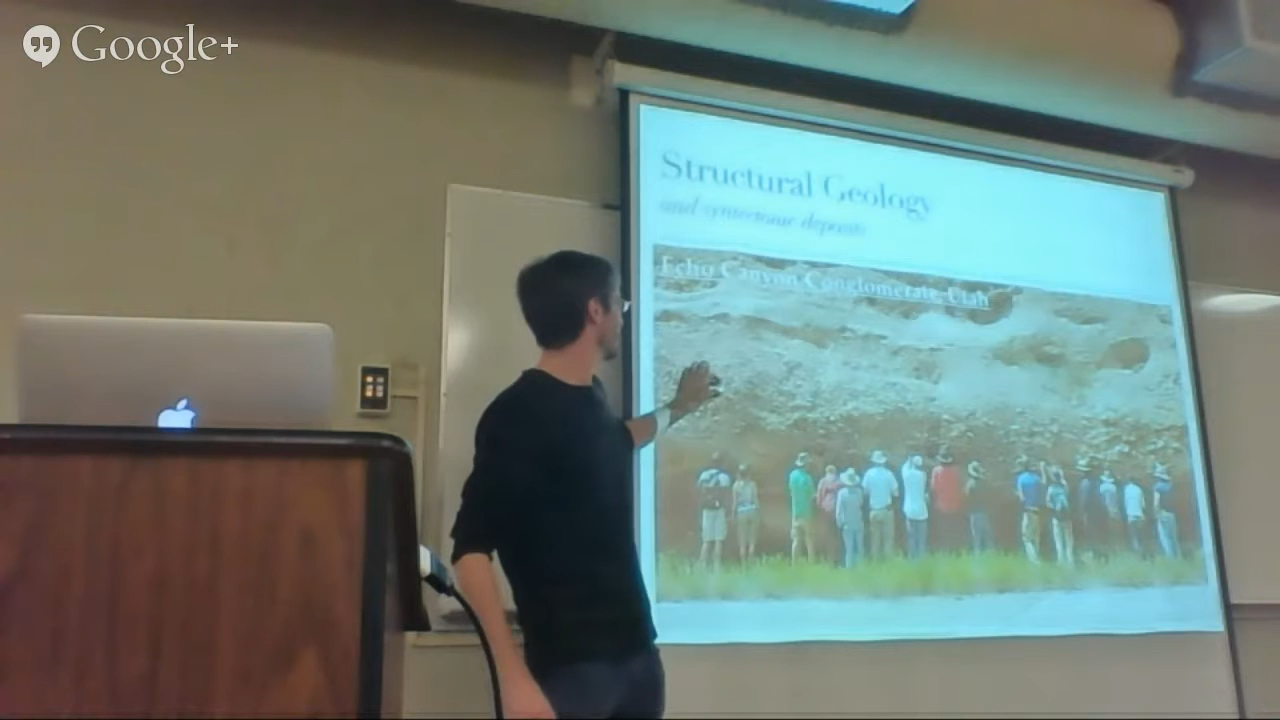 Google+
Structural Geology
and syntectonic deposits
Echo Canyon Conglomerate, Utah